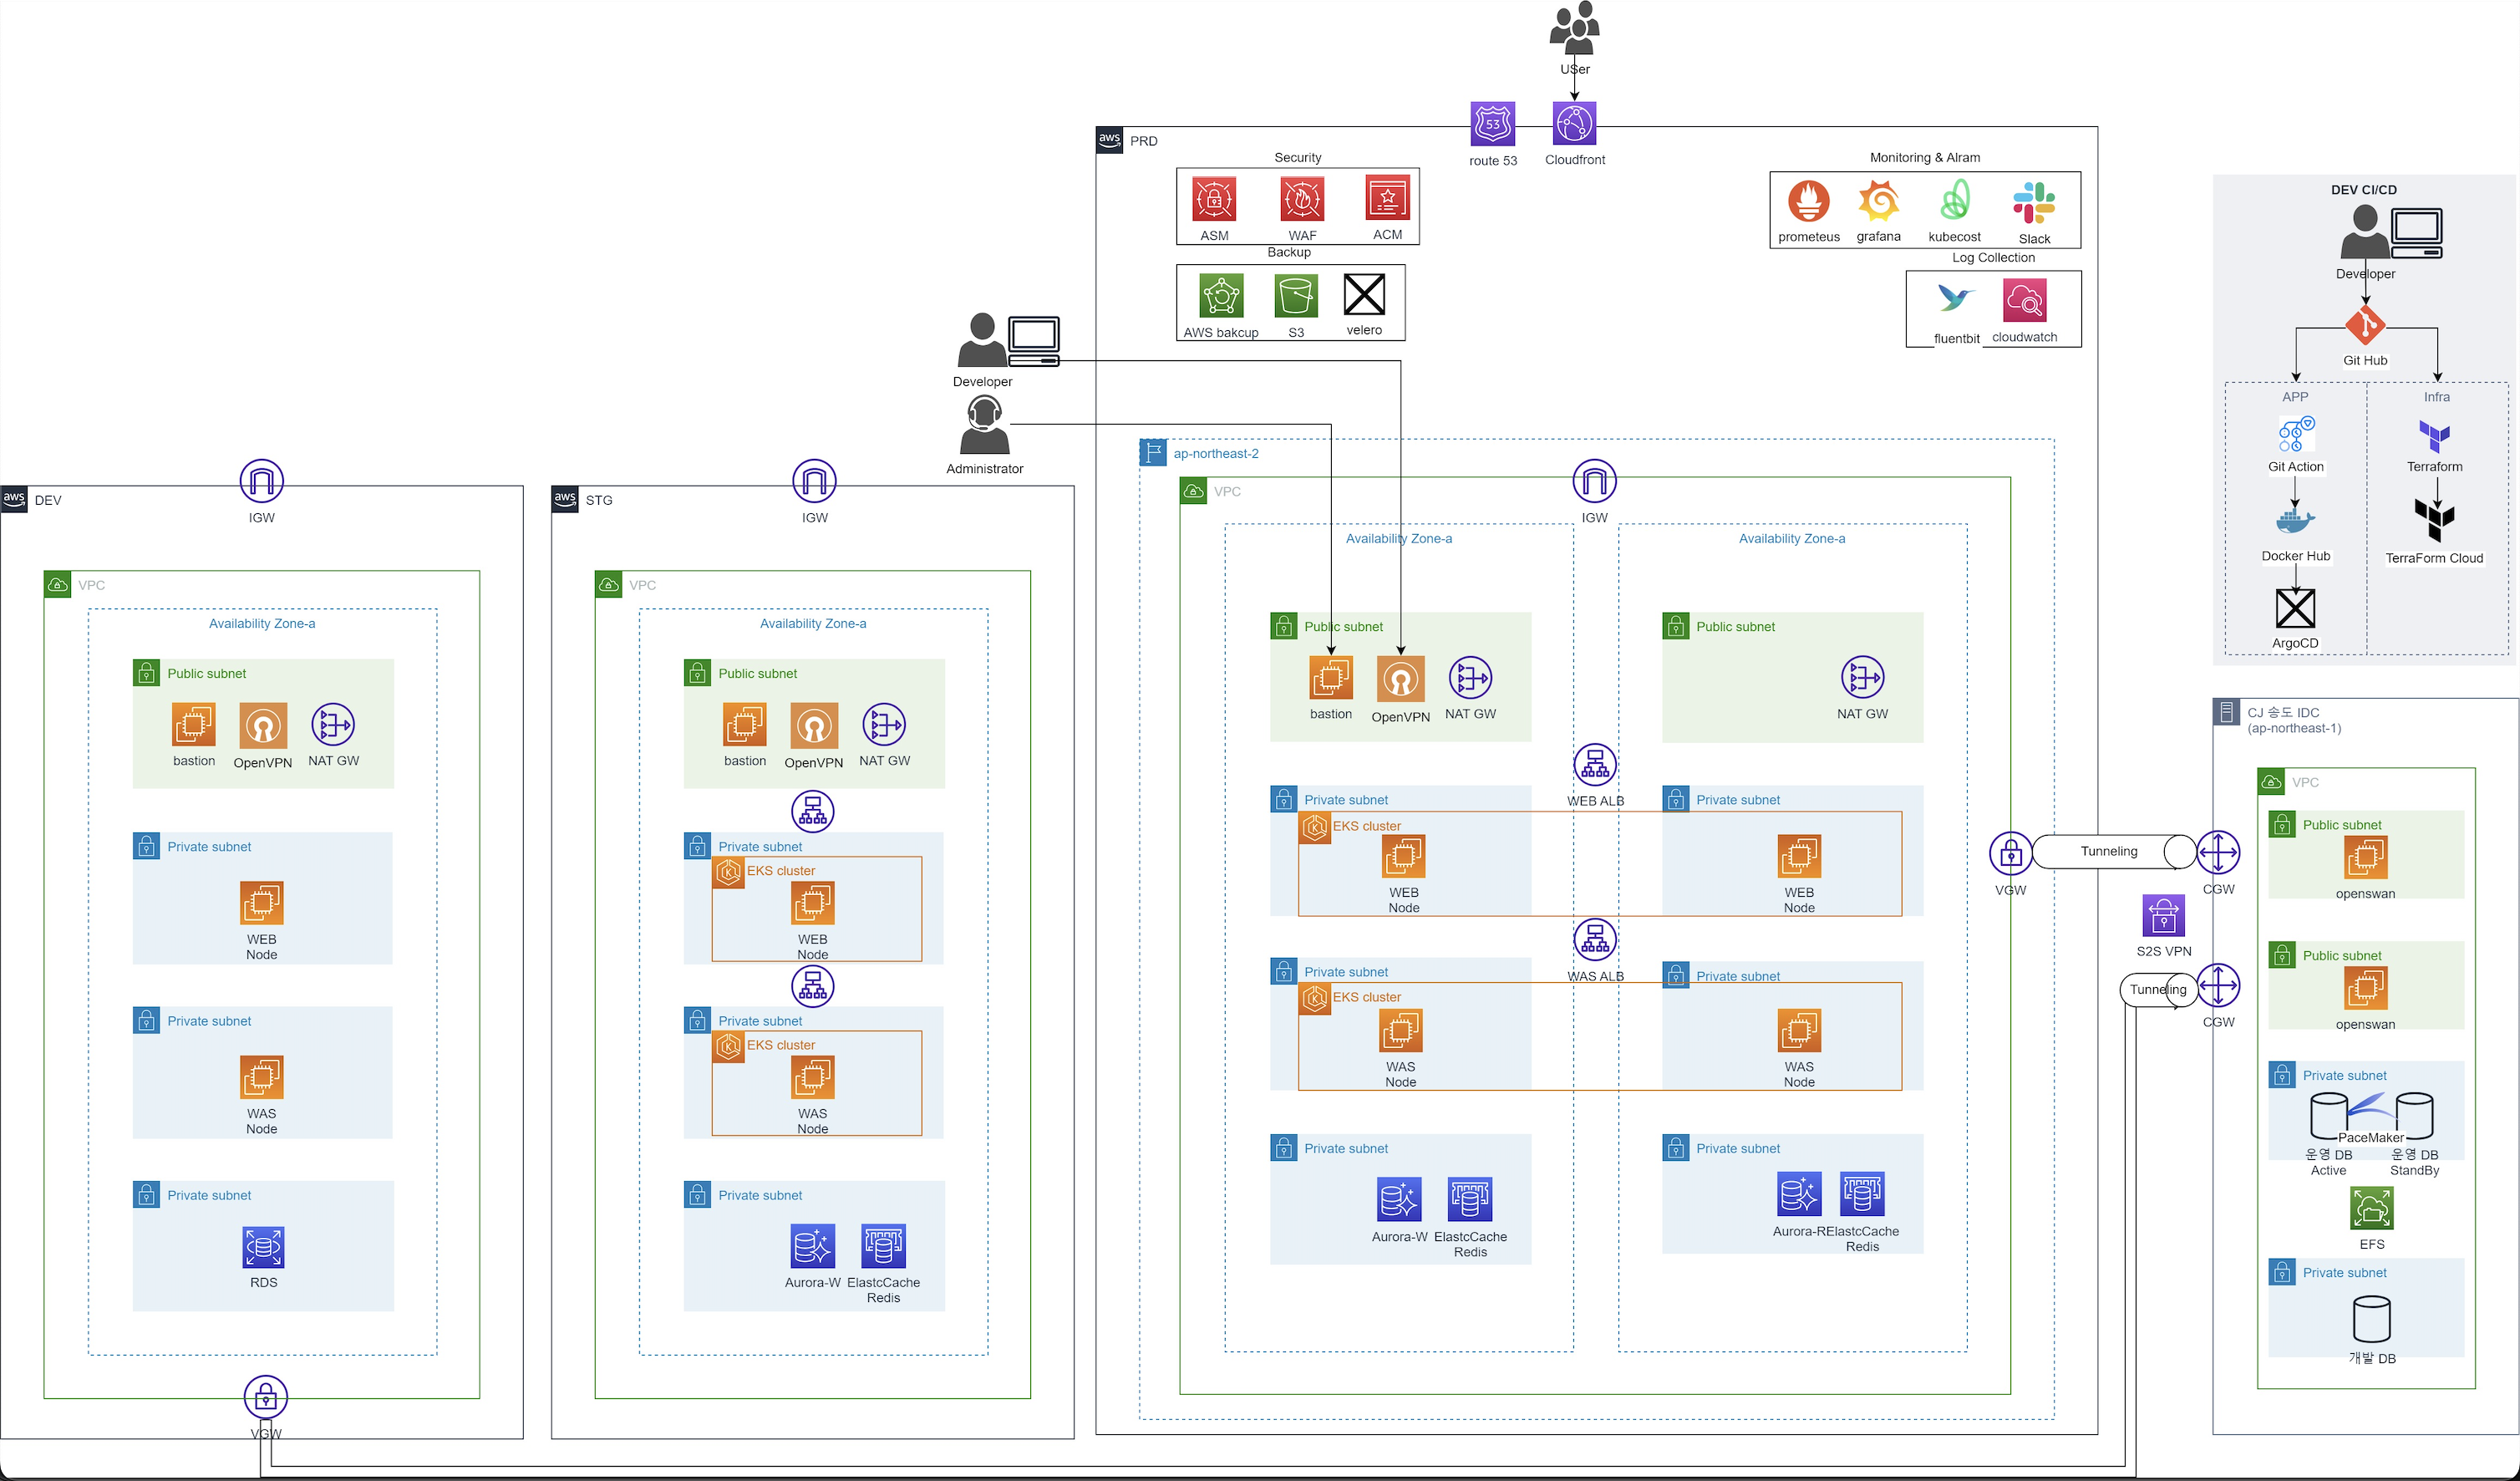 USer
aws
PRD
53
route 53
Cloudfront
Security
ASM
WAF
ACM
Backup
AWS bakcup
S3
velero
Monitoring & Alram
prometeus
grafana
kubecost
Slack
Log Collection
fluentbit
cloudwatch
Developer
Administrator
DEV CI/CD
Developer
Git Hub
APP
Infra
Git Action
Terraform
Docker Hub
TerraForm Cloud
ArgoCD
aws
DEV
IGW
VPC
Availability Zone-a
Public subnet
bastion
OpenVPN
NAT GW
Private subnet
WEB
Node
Private subnet
WAS
Node
Private subnet
RDS
VGW
aws
STG
IGW
VPC
Availability Zone-a
Public subnet
bastion
OpenVPN
NAT GW
Private subnet
EKS cluster
WEB
Node
Private subnet
EKS cluster
WAS
Node
Private subnet
Aurora-W
ElastcCache
Redis
ap-northeast-2
VPC
IGW
Availability Zone-a
Availability Zone-a
Public subnet
bastion
OpenVPN
NAT GW
Public subnet
NAT GW
WEB ALB
Private subnet
Private subnet
EKS cluster
WEB
Node
WEB
Node
WAS ALB
Private subnet
Private subnet
EKS cluster
WAS
Node
WAS
Node
Private subnet
Aurora-W
ElastcCache
Redis
Private subnet
Aurora-R
ElastcCache
Redis
VGW
Tunneling
CGW
S2S VPN
Tunneling
CGW
CJ 송도 IDC
(ap-northeast-1)
VPC
Public subnet
openswan
Public subnet
openswan
Private subnet
PaceMaker
운영 DB
Active
운영 DB
StandBy
EFS
Private subnet
개발 DB